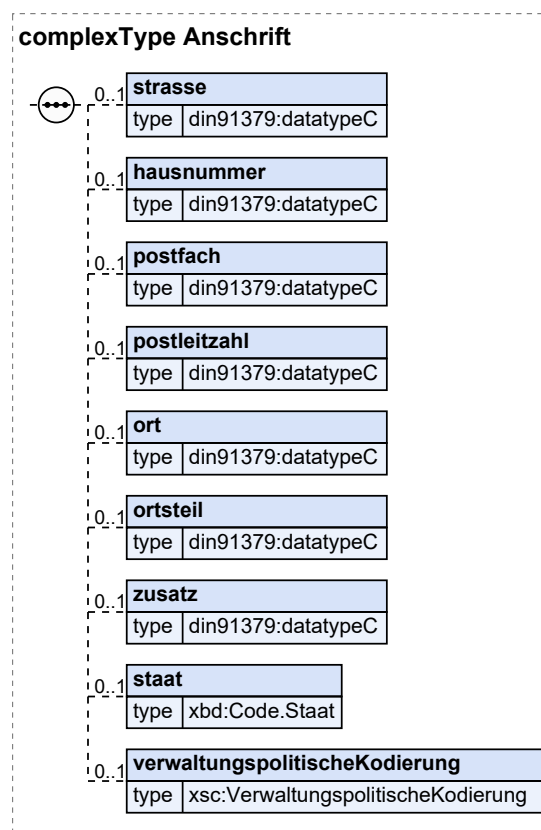 complexType Anschrift
0..1 strasse
type din91379:datatypeC
0..1 hausnummer
type din91379:datatypeC
0..1 postfach
type din91379:datatypeC
0..1 postleitzahl
type din91379:datatypeC
0..1 ort
type din91379:datatypeC
0..1 ortsteil
type din91379:datatypeC
0..1 zusatz
type din91379:datatypeC
0..1 staat
type xbd:Code.Staat
0..1 verwaltungspolitischeKodierung
type xsc:VerwaltungspolitischeKodierung